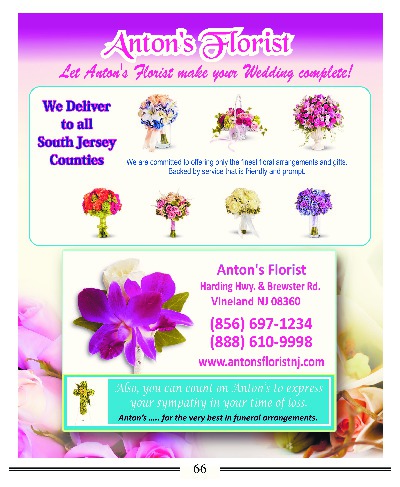 Anton's Florist
Let Anton's Florist make your Wedding complete!
We Deliver
to all
South Jersey
Counties
We are committed to offering only the finest floral arrangements and gifts.
Backed by service that is friendly and prompt.
Anton's Florist
Harding Hwy. & Brewster Rd.
Vineland NJ 08360
(856) 697-1234
(888) 610-9998
www.antonsfloristnj.com
Also, you can count on Anton's to express
your sympathy in your time of loss.
Anton's ..... for the very best in funeral arrangements.
66